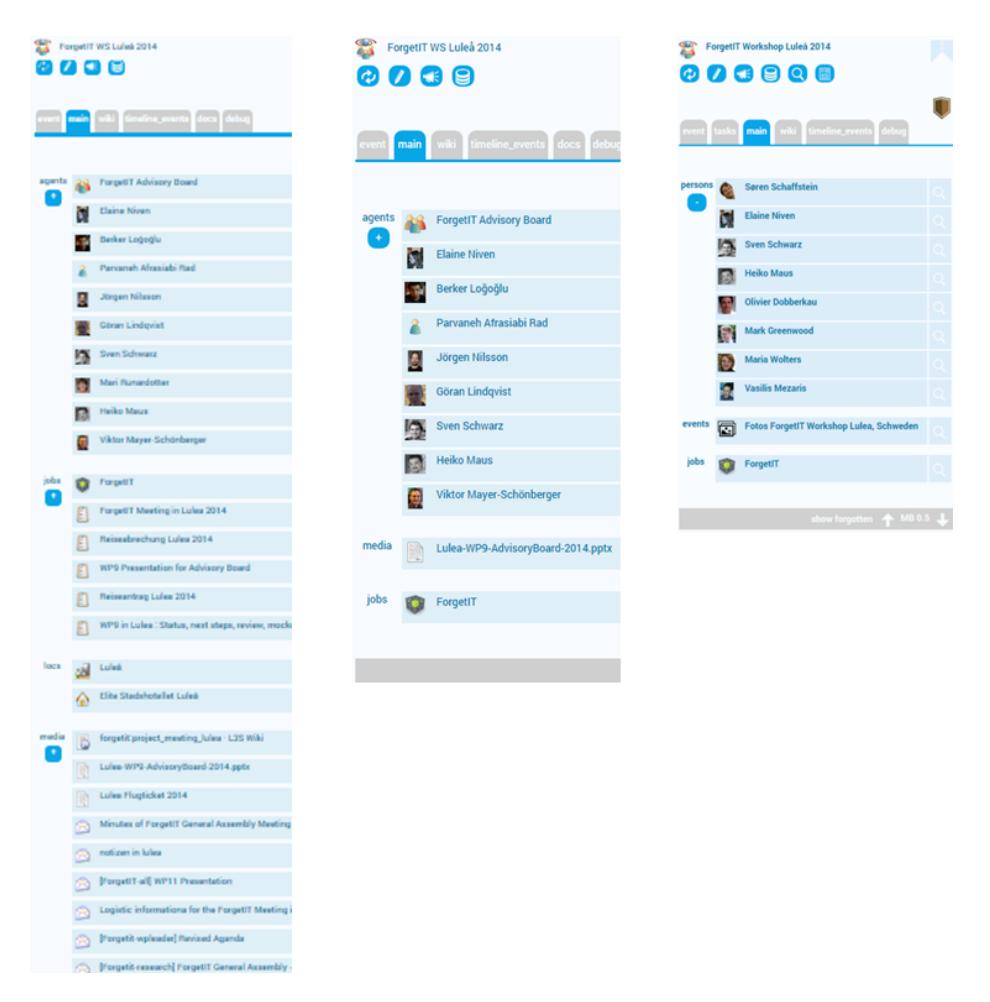 ForgetIT WS Luleå 2014
event main wiki timeline_events docs debug
agents
ForgetIT Advisory Board
Elaine Niven
Berker Loğoğlu
Parvaneh Afrasiabi Rad
Jörgen Nilsson
Göran Lindqvist
Sven Schwarz
Mari Runardotter
Heiko Maus
Viktor Mayer-Schönberger
jobs
ForgetIT
ForgetIT Meeting in Lulea 2014
Reiseabrechung Lulea 2014
WP9 Presentation for Advisory Board
Reiseantrag Lulea 2014
WP9 in Lulea : Status, next steps, review, mock
locs
Luleå
Elite Stadshotellet Luleå
media
forgetit:project_meeting_lulea · L3S Wiki
Lulea-WP9-AdvisoryBoard-2014.pptx
Lulea Flugticket 2014
Minutes of ForgetIT General Assembly Meeting
notizen in lulea
[ForgetIT-all] WP11 Presentation
Logistic informations for the ForgetIT Meeting i
[Forgetit-wpleader] Revised Agenda
[Forgetit-research] ForgetIT General Assembly -
ForgetIT WS Luleå 2014
event main wiki timeline_events docs debug
agents
+
ForgetIT Advisory Board
Elaine Niven
Berker Loğoğlu
Parvaneh Afrasiabi Rad
Jörgen Nilsson
Göran Lindqvist
Sven Schwarz
Heiko Maus
Viktor Mayer-Schönberger
media
Lulea-WP9-AdvisoryBoard-2014.pptx
jobs
ForgetIT
ForgetIT Workshop Luleå 2014
event tasks main wiki timeline_events debug
persons
-
Søren Schaffstein
Elaine Niven
Sven Schwarz
Heiko Maus
Olivier Dobberkau
Mark Greenwood
Maria Wolters
Vasilis Mezaris
events
Fotos ForgetIT Workshop Lulea, Schweden
jobs
ForgetIT
show forgotten MB 0.5